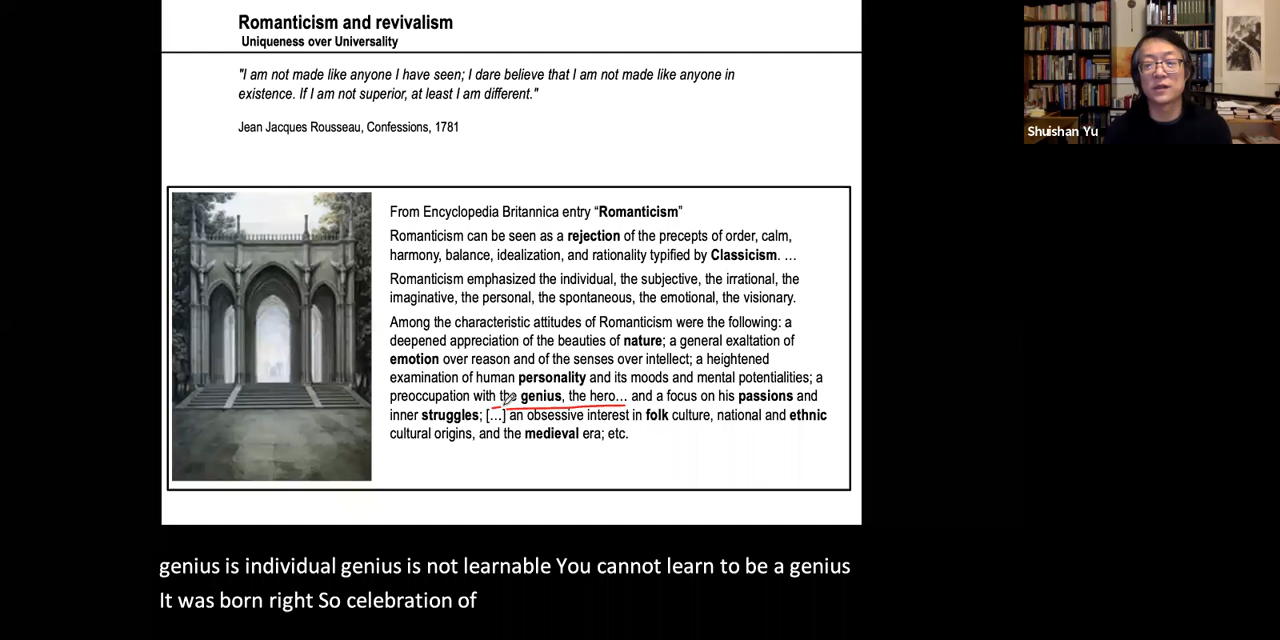 Romanticism and revivalism
Uniqueness over Universality
"I am not made like anyone I have seen; I dare believe that I am not made like anyone in
existence. If I am not superior, at least I am different."
Jean Jacques Rousseau, Confessions, 1781
From Encyclopedia Britannica entry “Romanticism”
Romanticism can be seen as a rejection of the precepts of order, calm,
harmony, balance, idealization, and rationality typified by Classicism. …
Romanticism emphasized the individual, the subjective, the irrational, the
imaginative, the personal, the spontaneous, the emotional, the visionary.
Among the characteristic attitudes of Romanticism were the following: a
deepened appreciation of the beauties of nature; a general exaltation of
emotion over reason and of the senses over intellect; a heightened
examination of human personality and its moods and mental potentialities; a
preoccupation with the genius, the hero… and a focus on his passions and
inner struggles; […] an obsessive interest in folk culture, national and ethnic
cultural origins, and the medieval era; etc.
Shuishan Yu
genius is individual genius is not learnable You cannot learn to be a genius
It was born right So celebration of